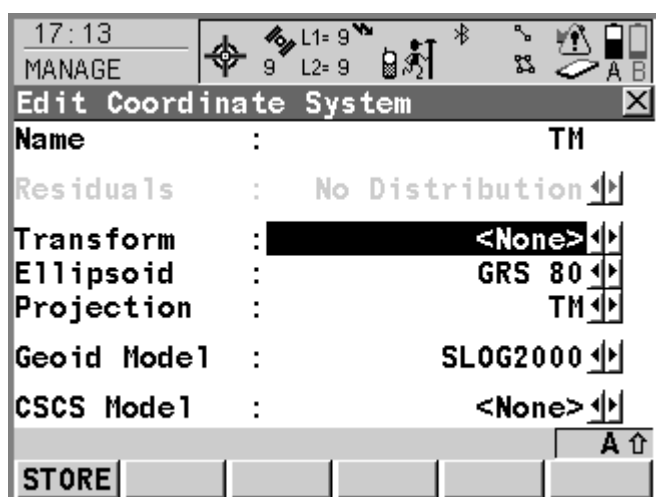 17:13
MANAGE
L1= 9
9 L2= 9
A B
Edit Coordinate System
Name : TM
Residuals : No Distribution
Transform : <None>
Ellipsoid : GRS 80
Projection : TM
Geoid Model : SLOG2000
CSCS Model : <None>
A
STORE